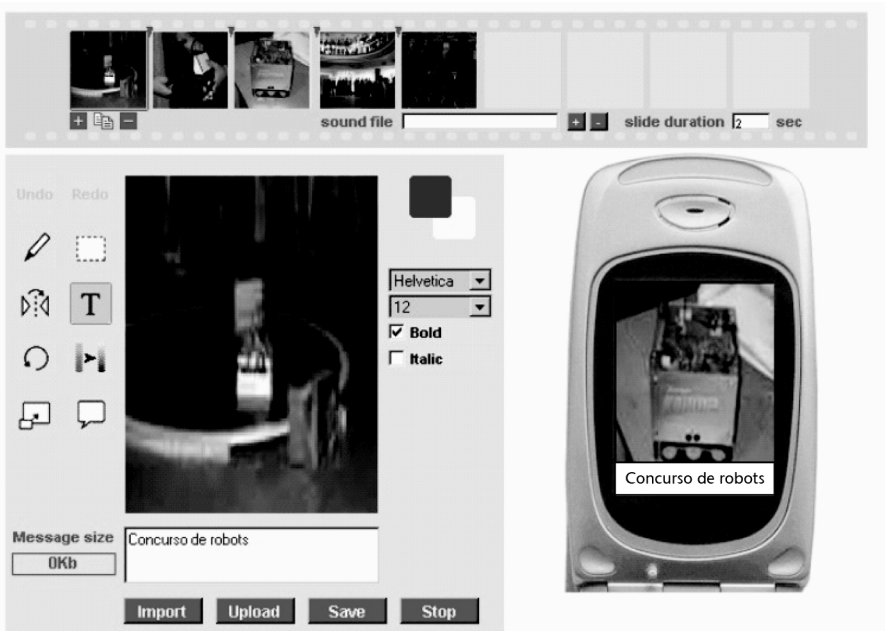 sound file
slide duration 2 sec
Undo Redo
T
Helvetica
12
Bold
Italic
Message size
0Kb
Concurso de robots
Import Upload Save Stop
Concurso de robots